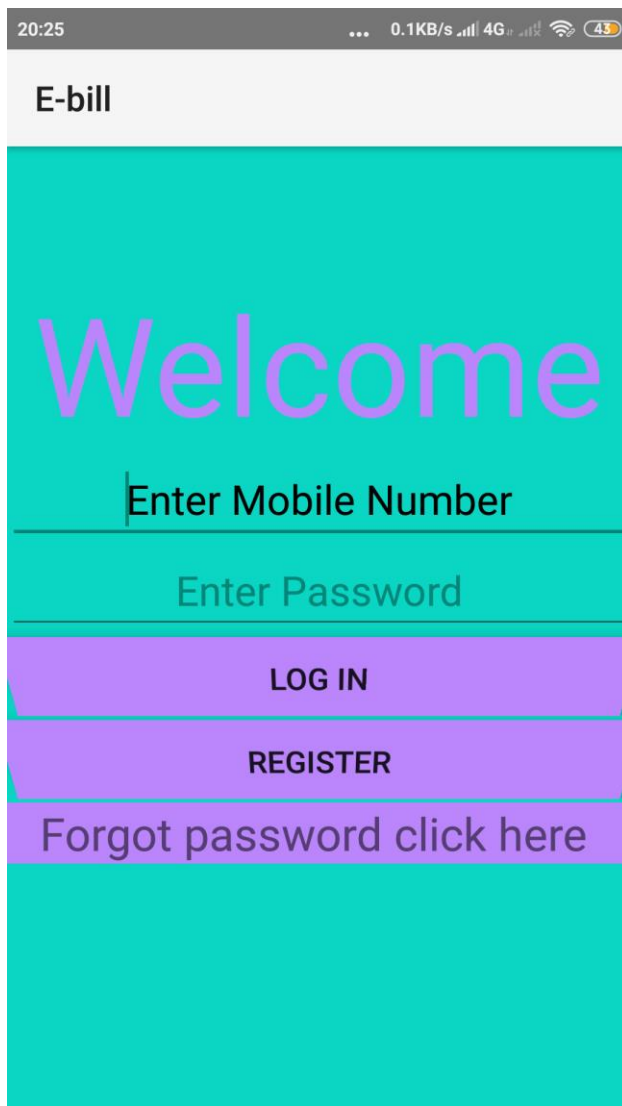 20:25 ... 0.1KB/s 4G 43
E-bill
Welcome
Enter Mobile Number
Enter Password
LOG IN
REGISTER
Forgot password click here